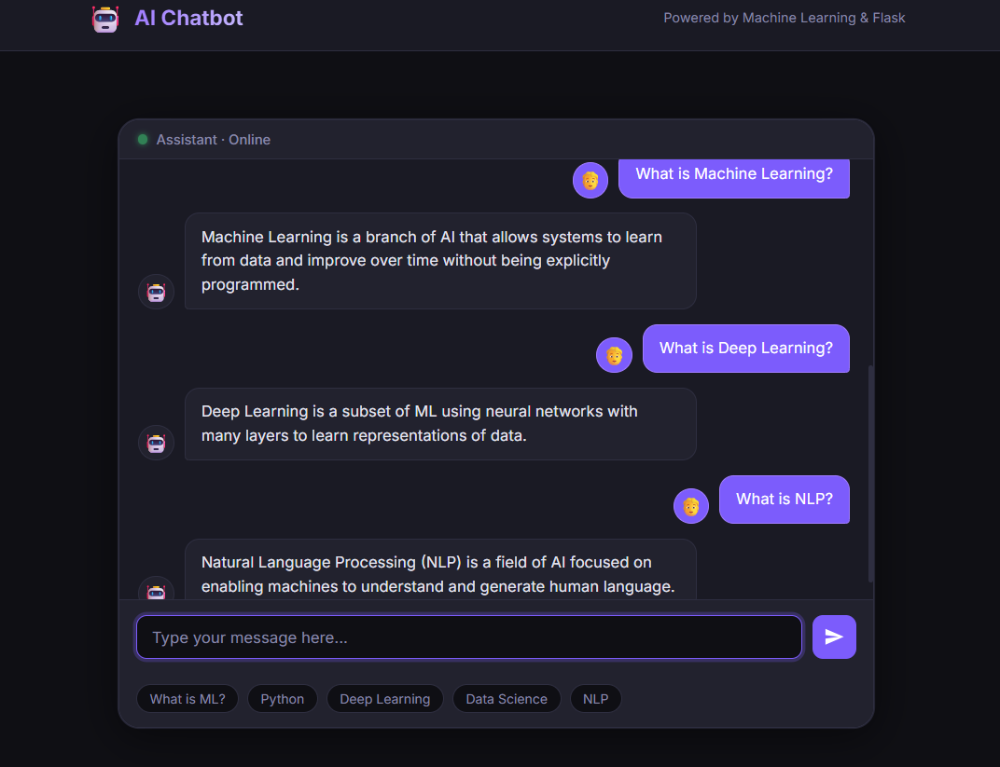 AI Chatbot
Powered by Machine Learning & Flask
Assistant · Online
What is Machine Learning?
Machine Learning is a branch of AI that allows systems to learn
from data and improve over time without being explicitly
programmed.
What is Deep Learning?
Deep Learning is a subset of ML using neural networks with
many layers to learn representations of data.
What is NLP?
Natural Language Processing (NLP) is a field of AI focused on
enabling machines to understand and generate human language.
Type your message here...
What is ML?
Python
Deep Learning
Data Science
NLP